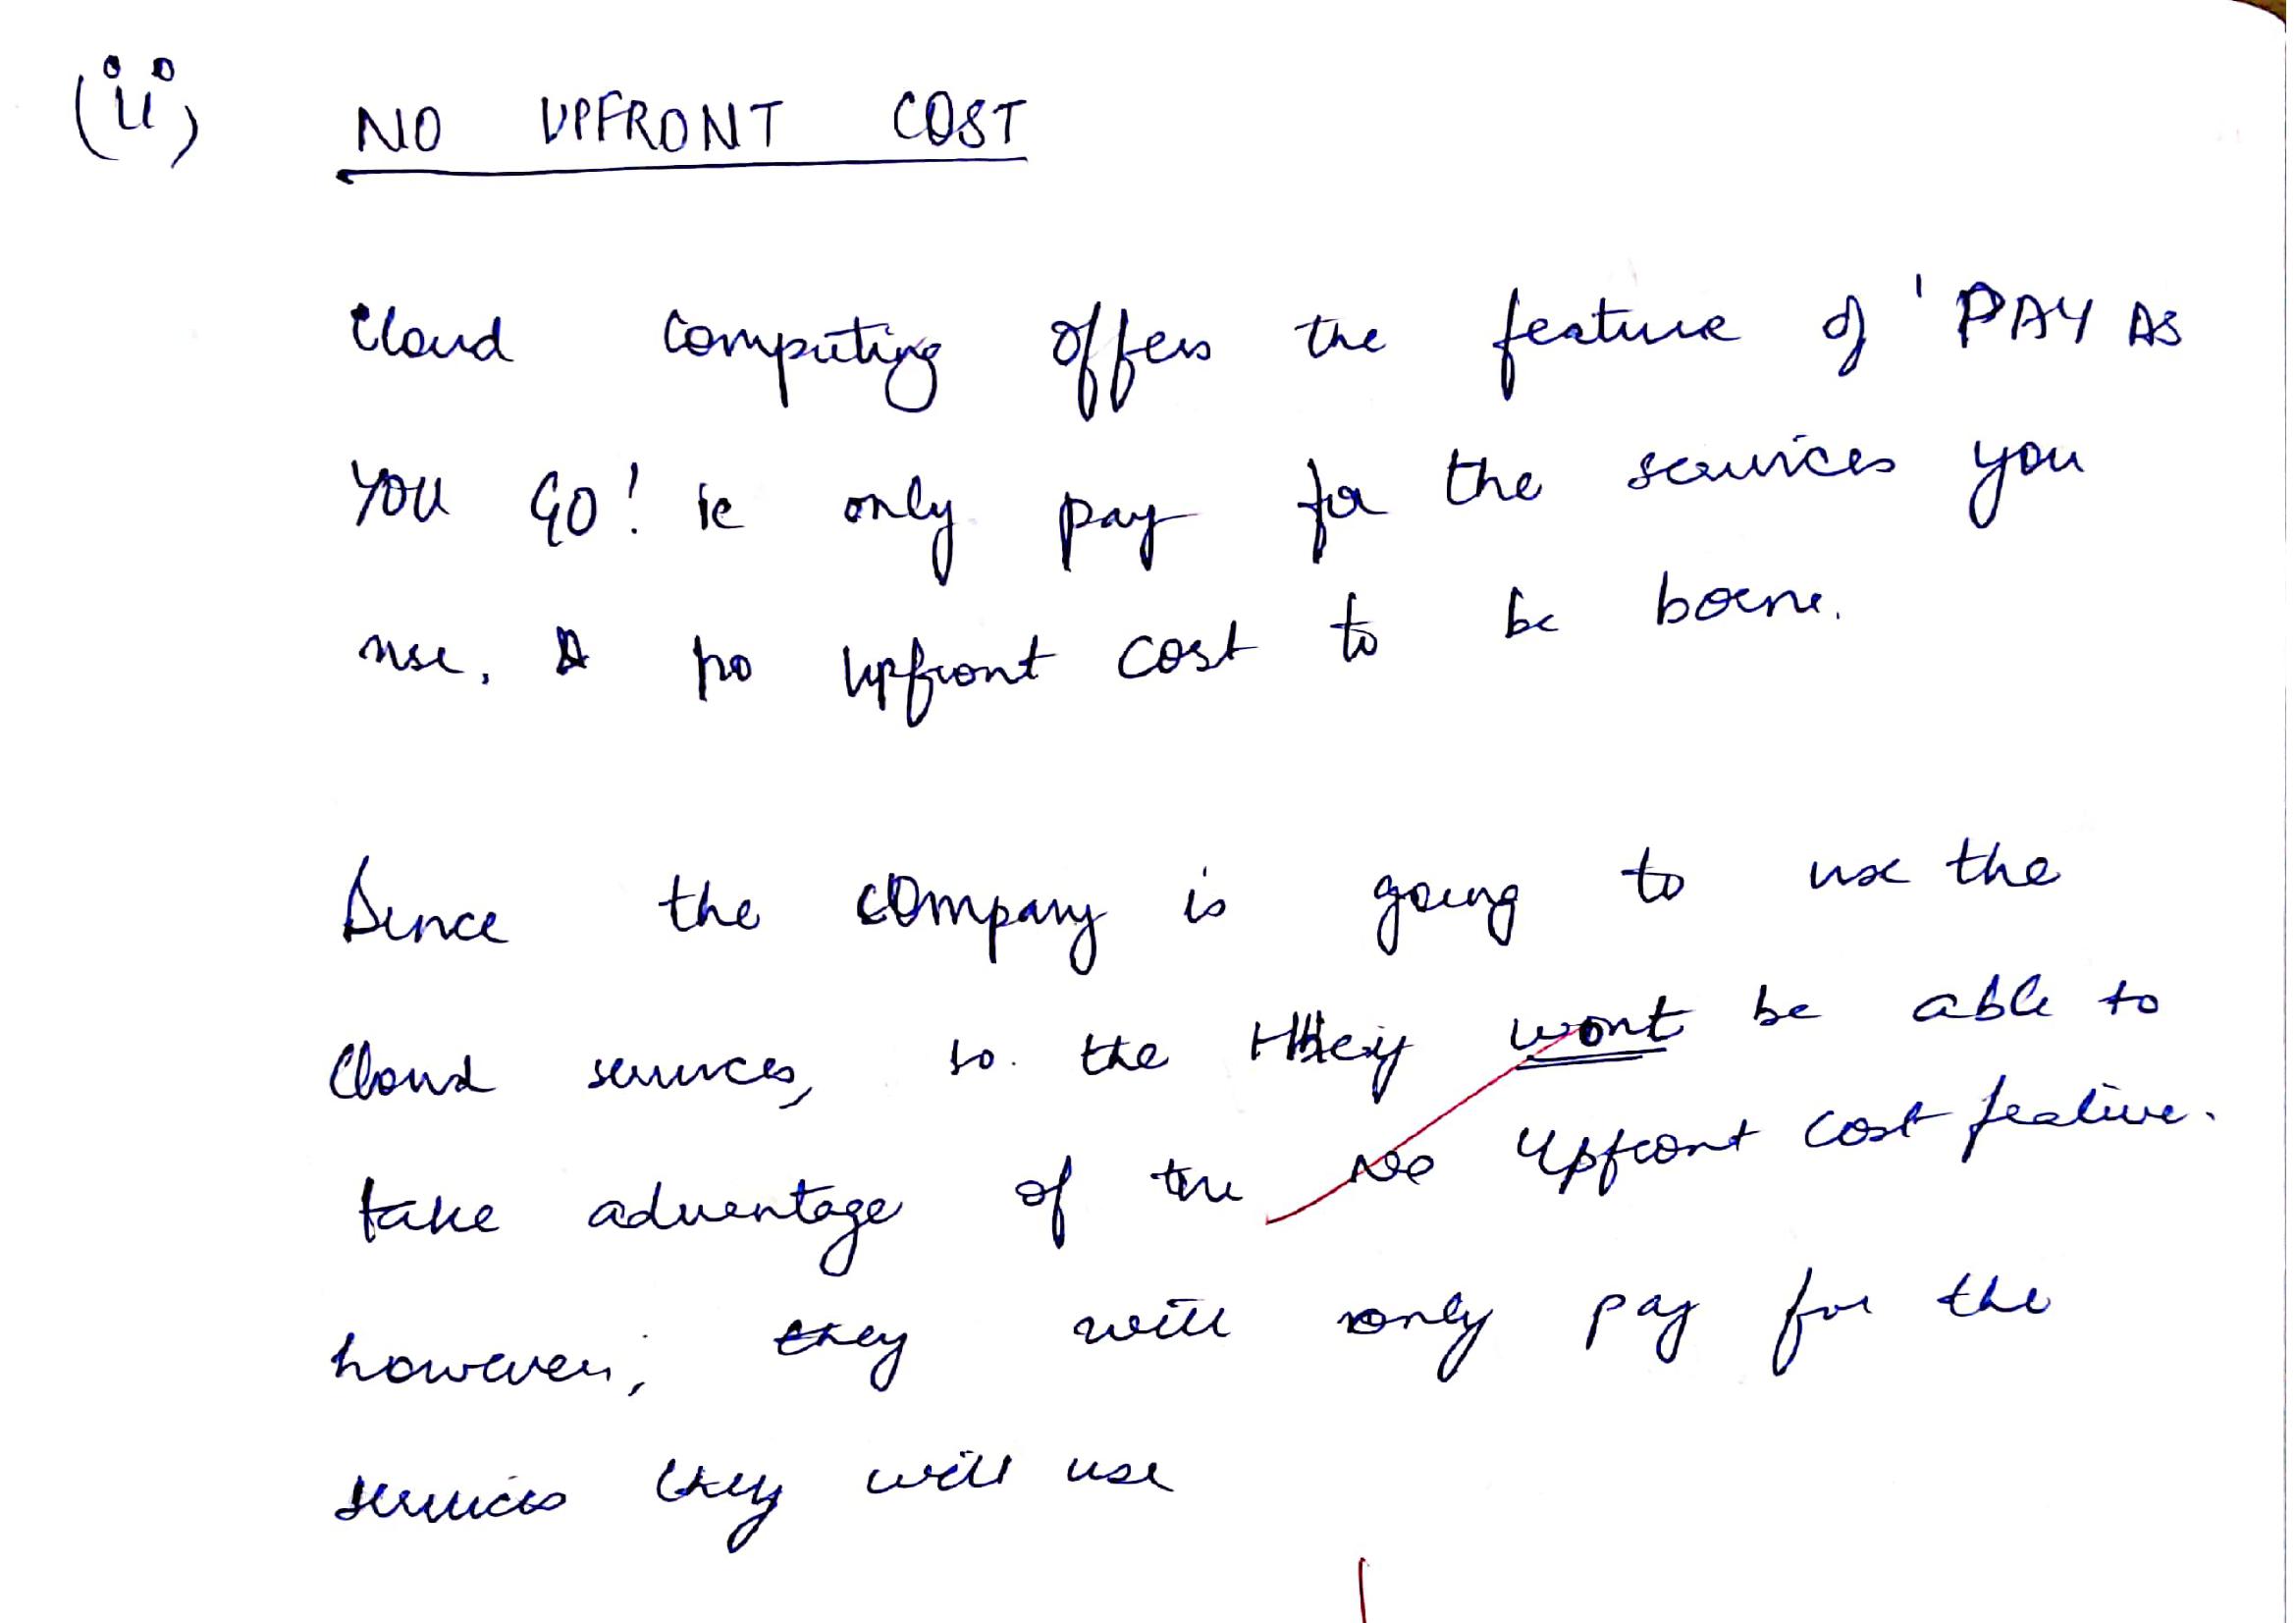 (ii) NO UPFRONT COST
Cloud Computing offers the feature of 'PAY AS
YOU GO! ie only pay for the services you
use. A no upfront cost to be borne.
Since the company is going to use the
Cloud services, so. the they wont be able to
take advantage of the no upfront cost feature.
however, they will only pay for the
services they will use